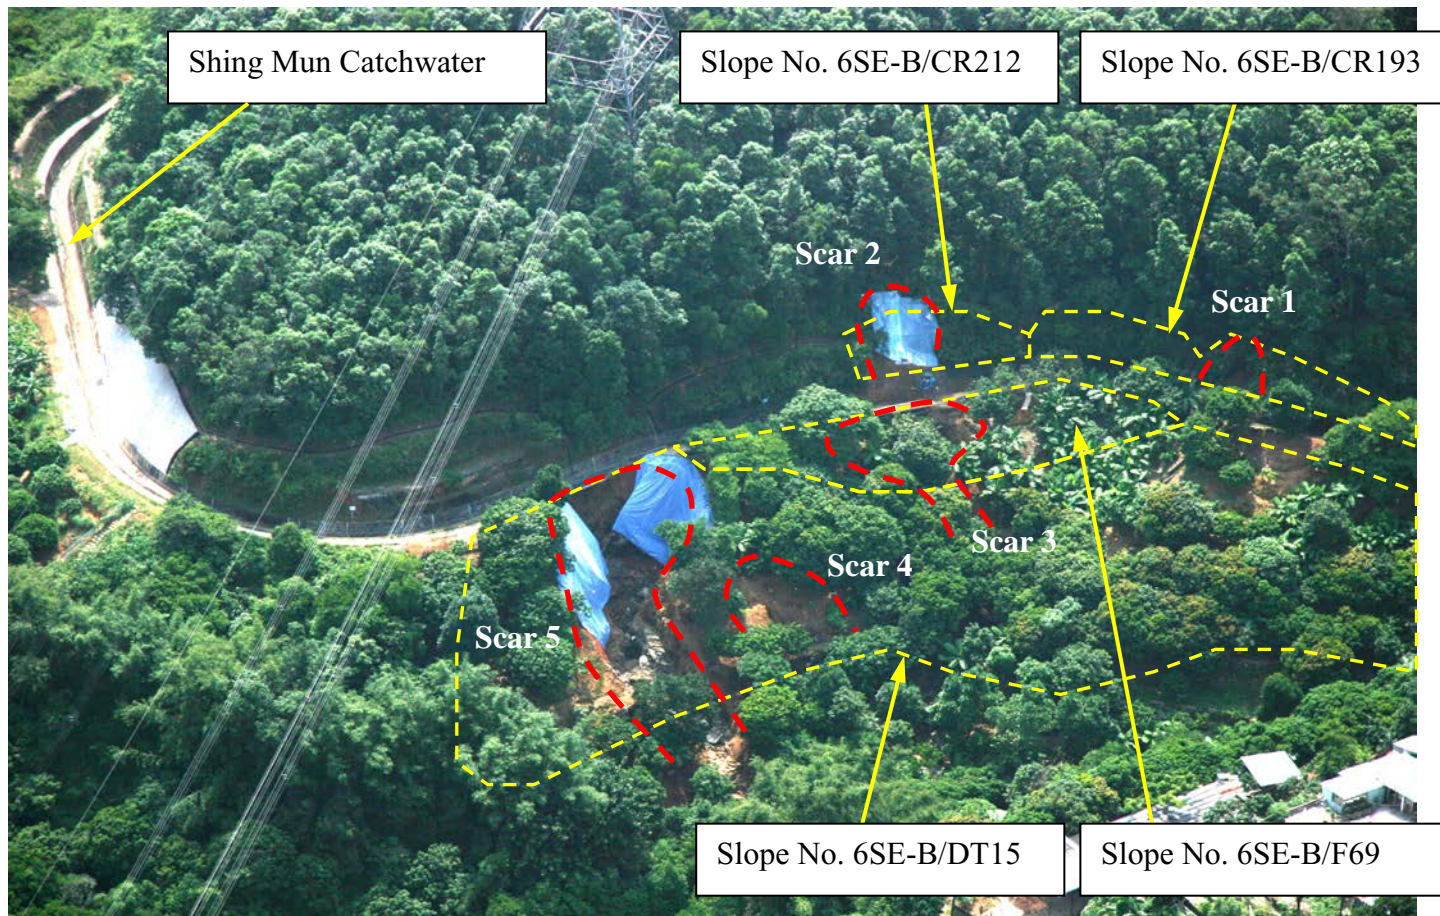 Shing Mun Catchwater
Slope No. 6SE-B/CR212
Slope No. 6SE-B/CR193
Scar 2
Scar 1
Scar 3
Scar 4
Scar 5
Slope No. 6SE-B/DT15
Slope No. 6SE-B/F69